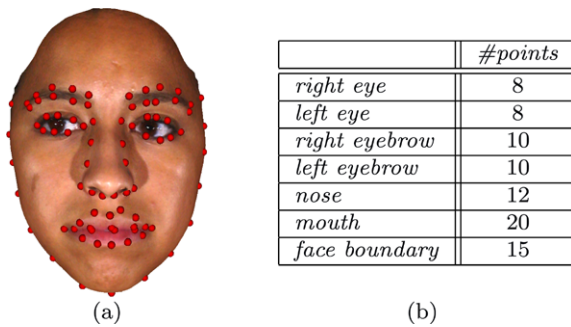 #points
right eye 8
left eye 8
right eyebrow 10
left eyebrow 10
nose 12
mouth 20
face boundary 15
(a) (b)